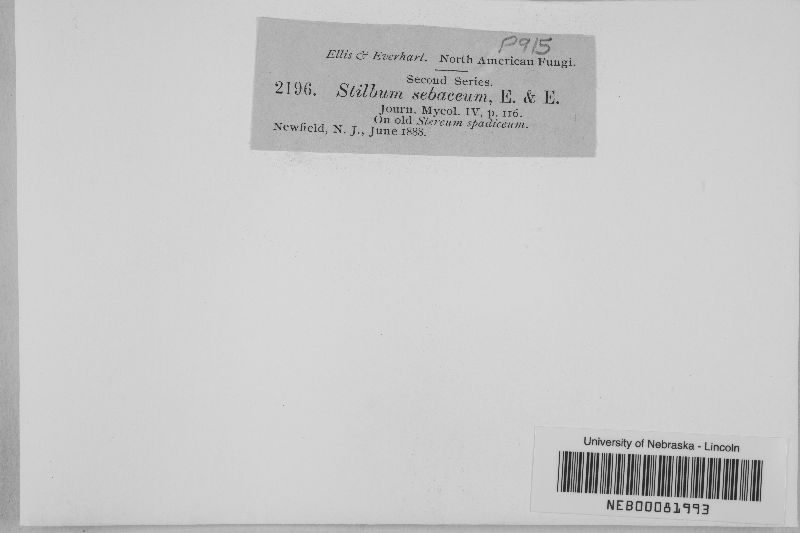 P915
Ellis & Everhart. North American Fungi.
Second Series.
2196. Stilbum sebaceum, E. & E.
Journ. Mycol. IV, p. 116.
On old Stereum spadiceum.
Newfield, N. J., June 1888.
University of Nebraska - Lincoln
NEB00081993